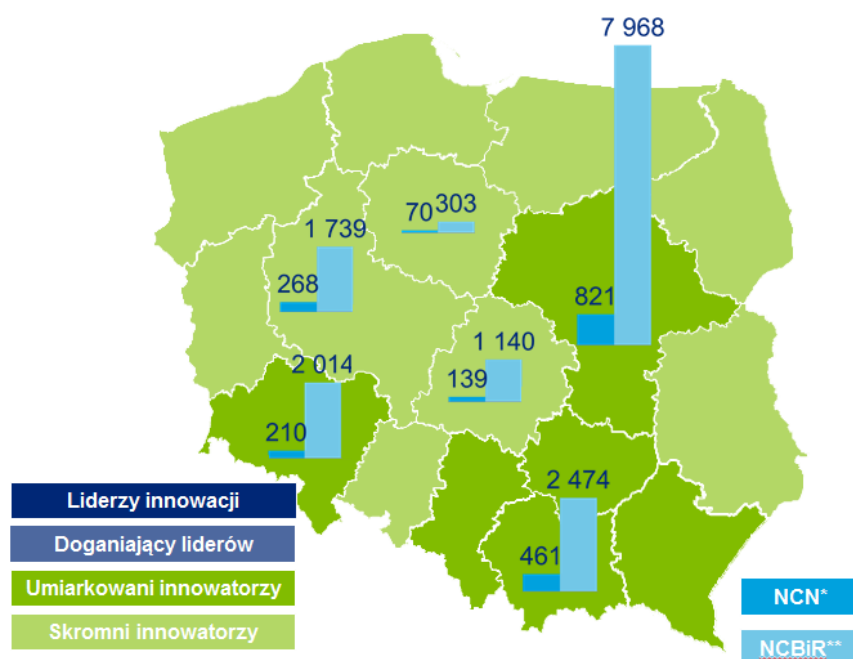 7 968
70 303
1 739
268
821
1 140
139
2 014
210
2 474
461
Liderzy innowacji
Doganiający liderów
Umiarkowani innowatorzy
Skromni innowatorzy
NCN*
NCBiR**